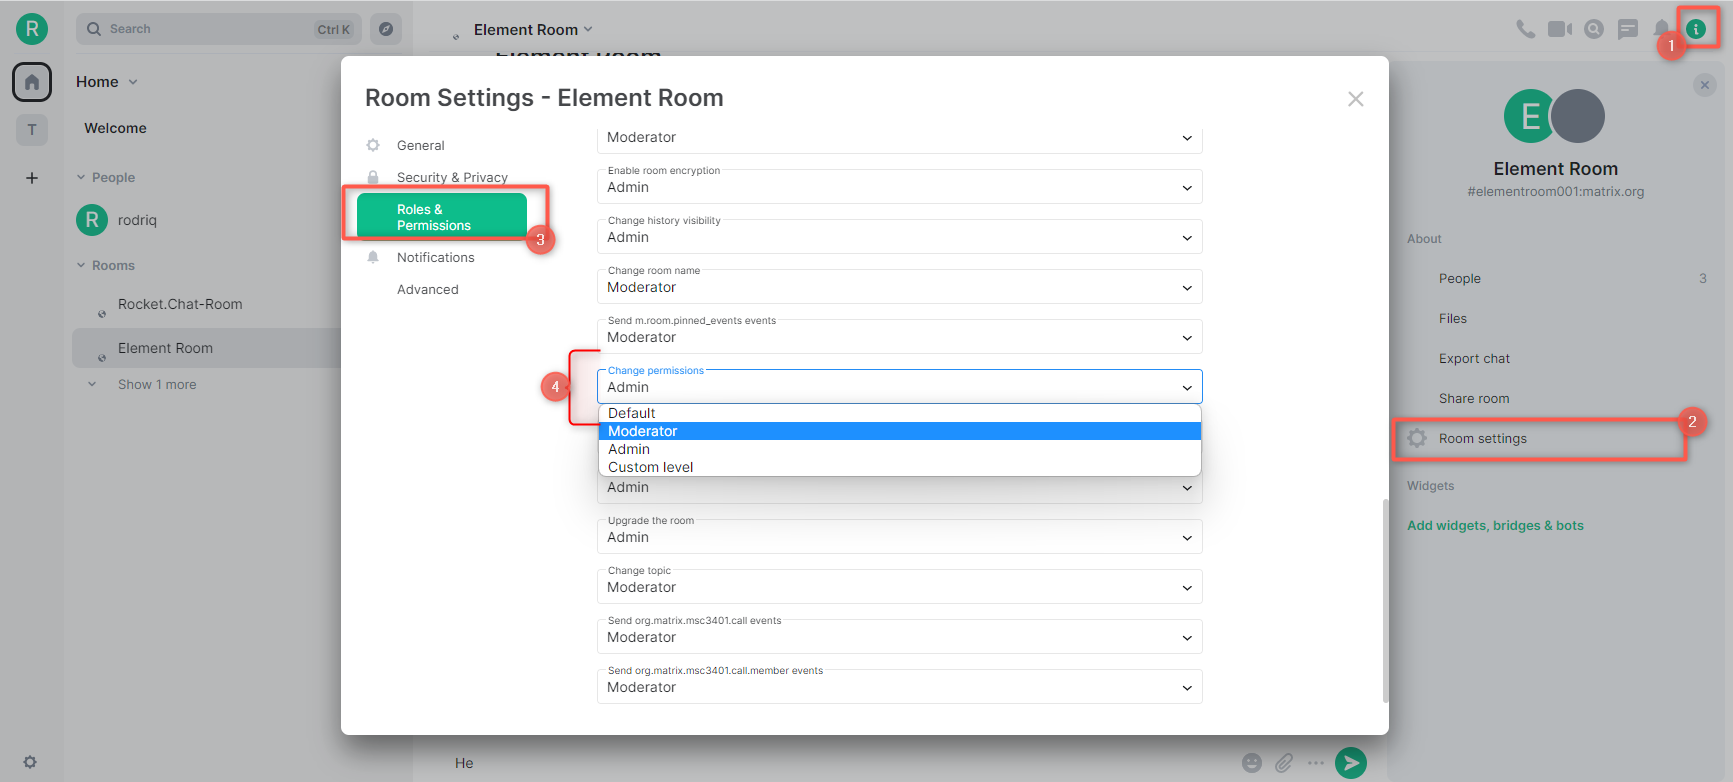 R
Search
Ctrl K
Home
T
Welcome
People
R
rodriq
Rooms
Rocket.Chat-Room
Element Room
Show 1 more
Element Room
Element Room
1
Room Settings - Element Room
General
Security & Privacy
Roles &
Permissions
3
Notifications
Advanced
Moderator
Enable room encryption
Admin
Change history visibility
Admin
Change room name
Moderator
Send m.room.pinned_events events
Moderator
4
Change permissions
Admin
Default
Moderator
Admin
Custom level
Admin
Upgrade the room
Admin
Change topic
Moderator
Send org.matrix.msc3401.call events
Moderator
Send org.matrix.msc3401.call.member events
Moderator
He
E
Element Room
#elementroom001:matrix.org
About
People 3
Files
Export chat
Share room
2
Room settings
Widgets
Add widgets, bridges & bots